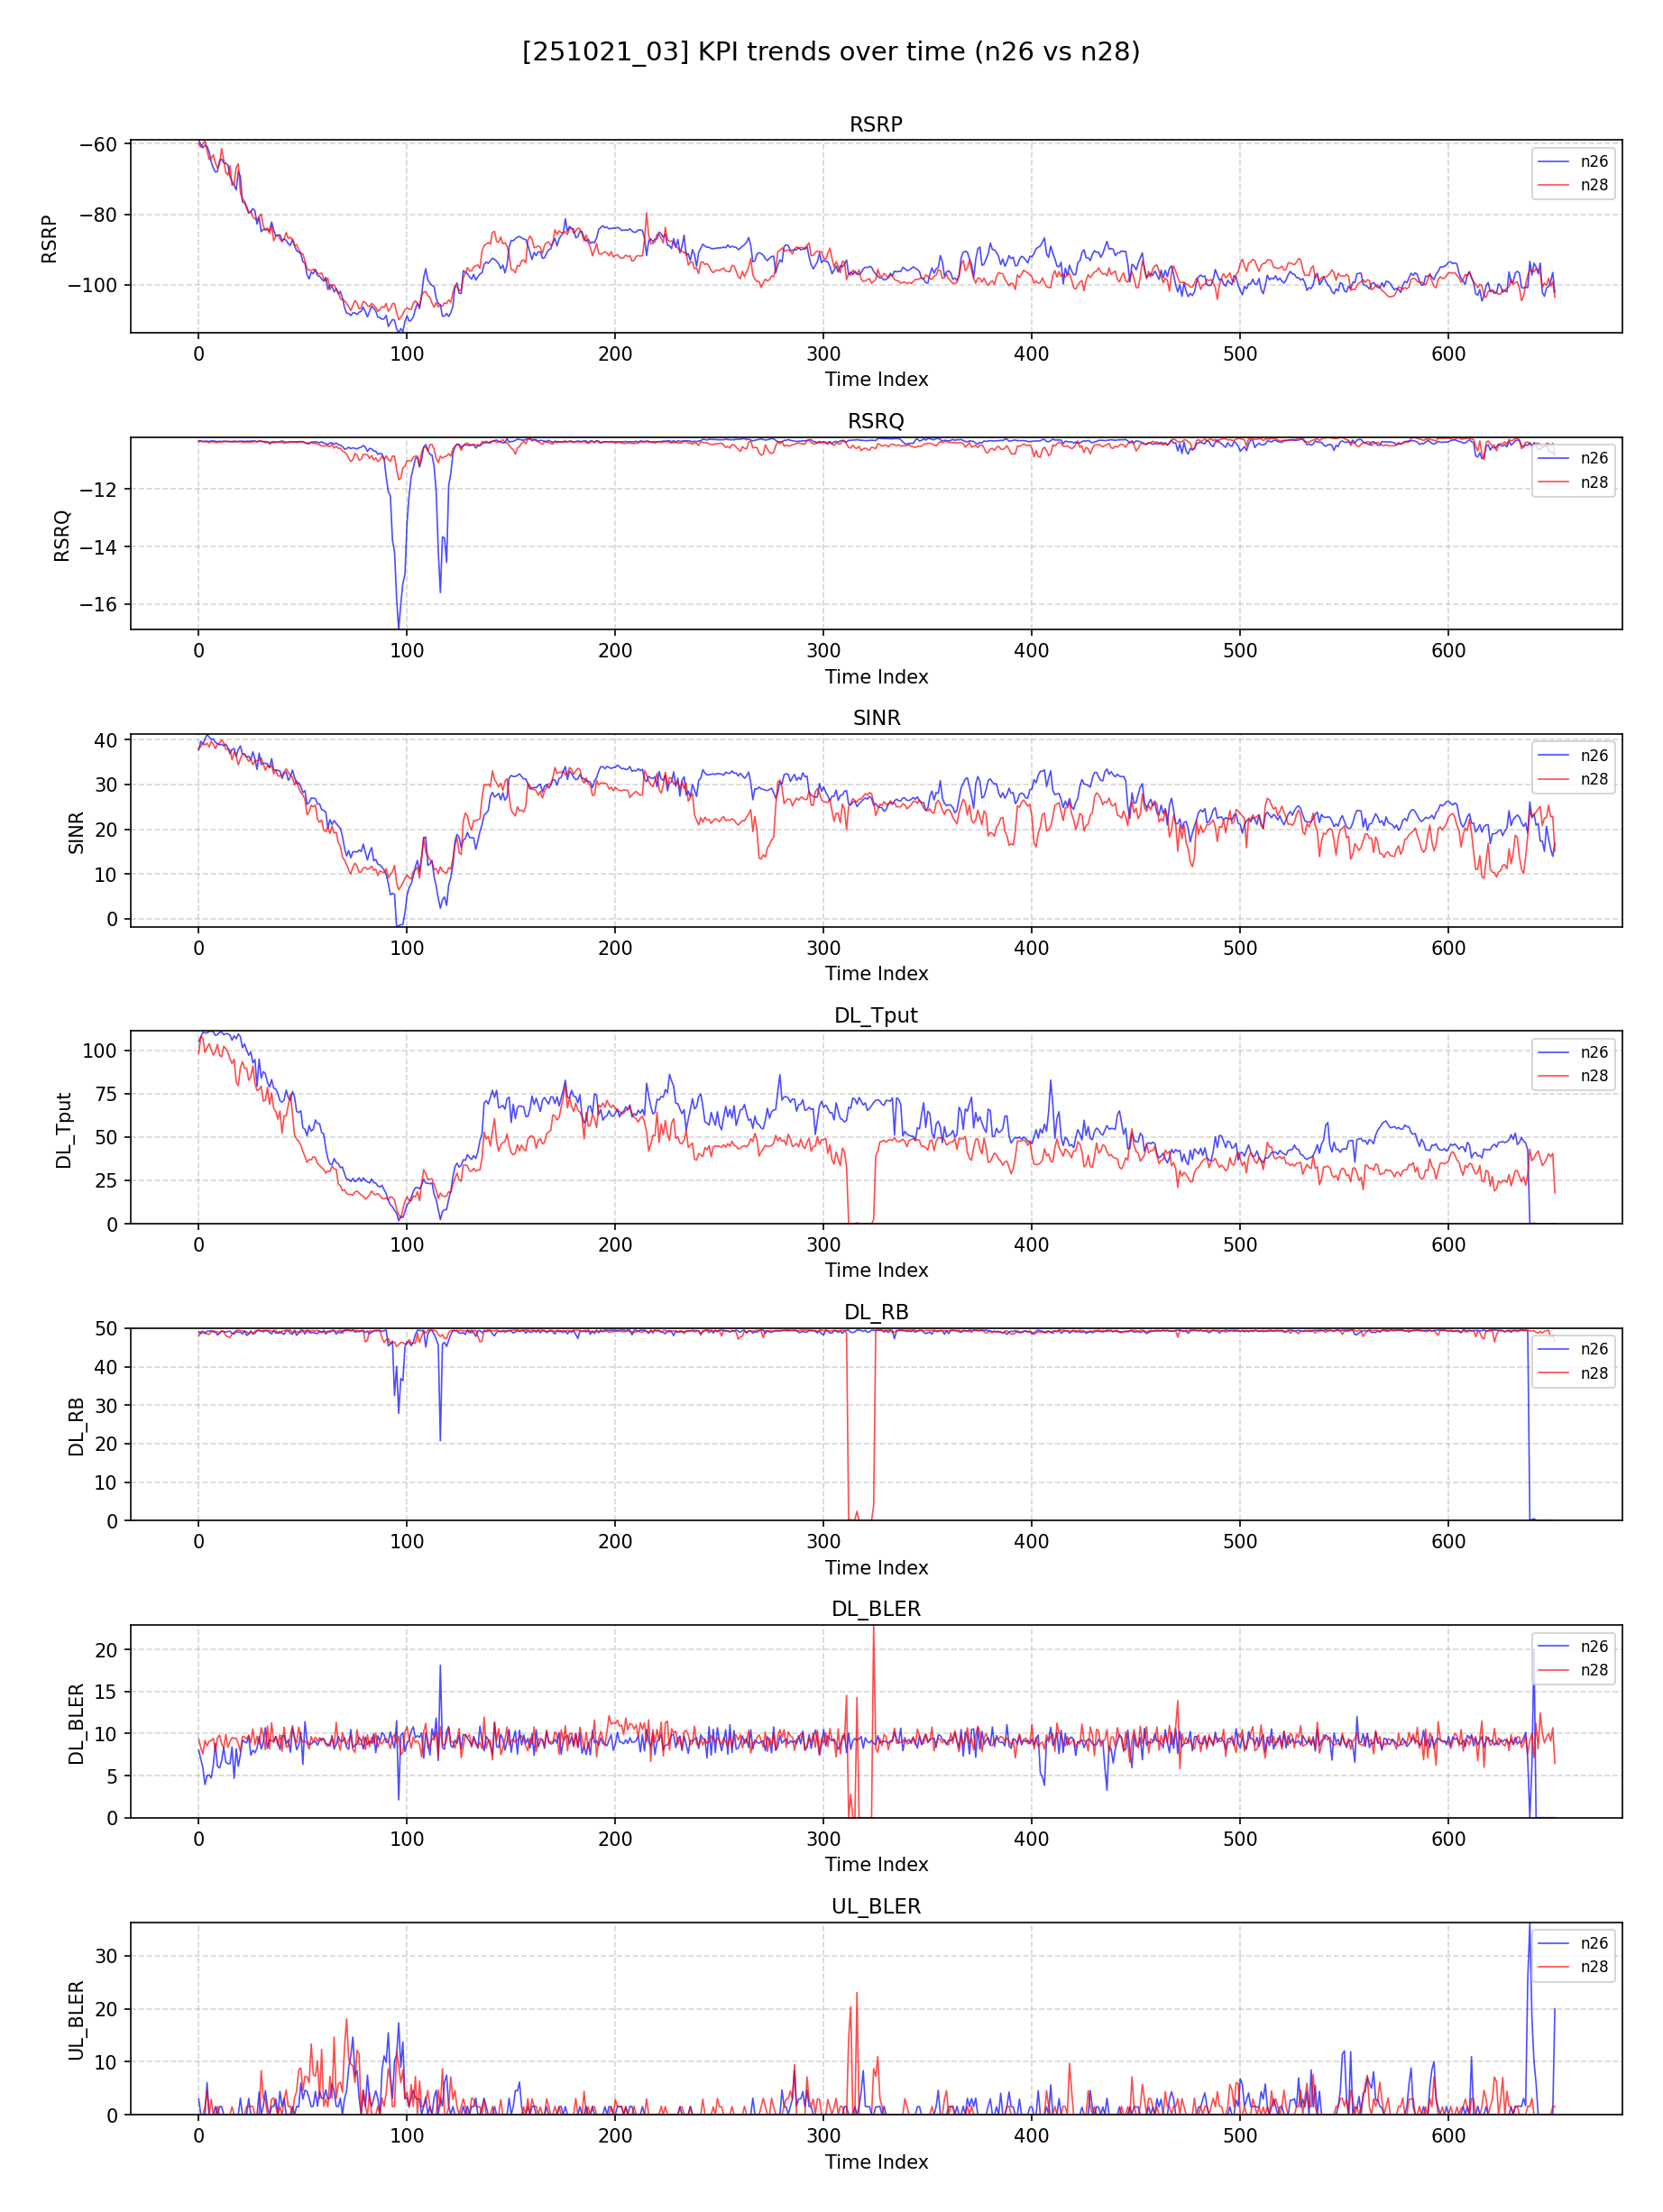 [251021_03] KPI trends over time (n26 vs n28)
RSRP
RSRP
−60
−80
−100
n26
n28
0 100 200 300 400 500 600
Time Index
RSRQ
RSRQ
−12
−14
−16
n26
n28
0 100 200 300 400 500 600
Time Index
SINR
SINR
40
30
20
10
0
n26
n28
0 100 200 300 400 500 600
Time Index
DL_Tput
DL_Tput
100
75
50
25
0
n26
n28
0 100 200 300 400 500 600
Time Index
DL_RB
DL_RB
50
40
30
20
10
0
n26
n28
0 100 200 300 400 500 600
Time Index
DL_BLER
DL_BLER
20
15
10
5
0
n26
n28
0 100 200 300 400 500 600
Time Index
UL_BLER
UL_BLER
30
20
10
0
n26
n28
0 100 200 300 400 500 600
Time Index